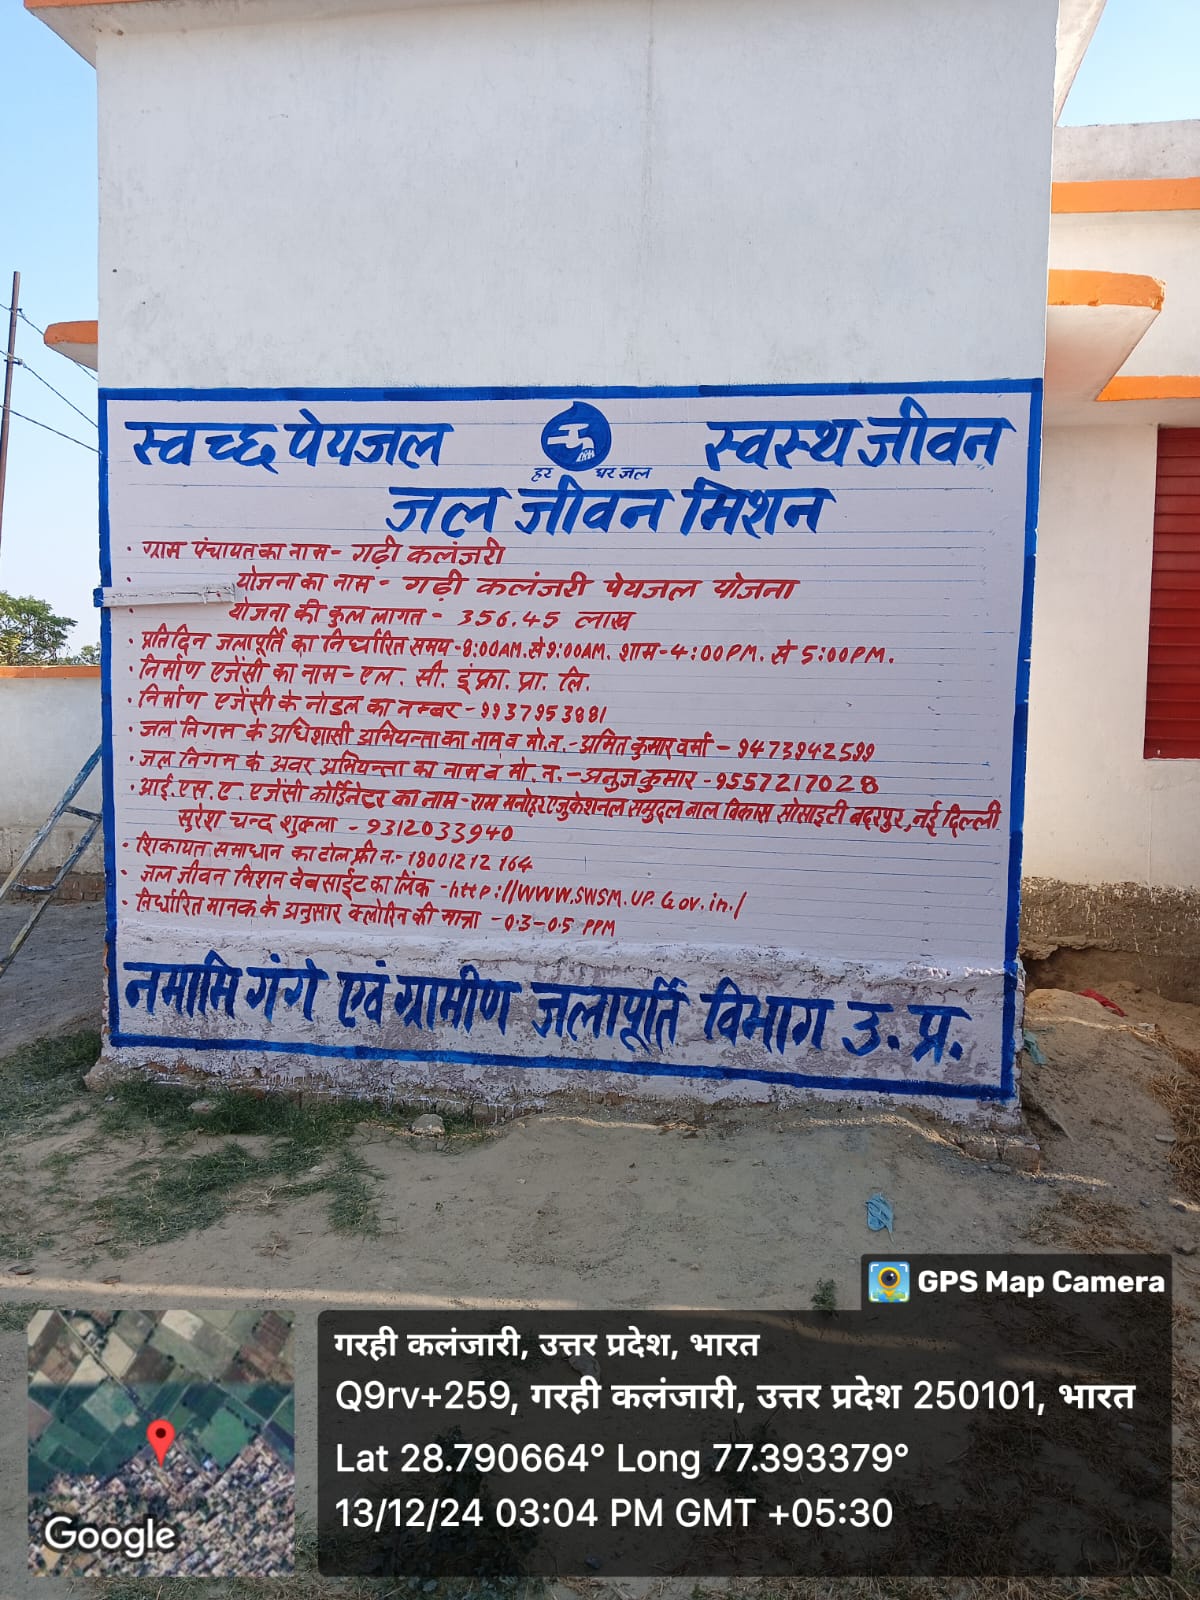 स्वच्छ पेयजल
स्वस्थ जीवन
हर घर जल
जल जीवन मिशन
• ग्राम पंचायत का नाम - गढ़ी कलंजरी
• योजना का नाम - गढ़ी कलंजरी पेयजल योजना
योजना की कुल लागत - 356.45 लाख
• प्रतिदिन जलापूर्ति का निर्धारित समय - 8:00AM. से 9:00AM. शाम - 4:00PM. से 5:00PM.
• निर्माण एजेंसी का नाम - एल. सी. इंफ्रा. प्रा. लि.
• निर्माण एजेंसी के नोडल का नम्बर - 9937953881
• जल निगम के अधिशासी अभियन्ता का नाम व मो.न. - अमित कुमार वर्मा - 9473942599
• जल निगम के अवर अभियन्ता का नाम व मो. न. - अनुज कुमार - 9557217028
• आई. एस. ए. एजेंसी कोर्डिनेटर का नाम - राम मनोहर एजुकेशनल समुदल बाल विकास सोसाइटी बदरपुर, नई दिल्ली
सुरेश चन्द शुक्ला - 9312033940
• शिकायत समाधान का टोल फ्री न. - 18001212164
• जल जीवन मिशन वेबसाईट का लिंक - http://www.swsm.up.Gov.in./
• निर्धारित मानक के अनुसार क्लोरिन की मात्रा - 0.3-0.5 PPM
नमामि गंगे एवं ग्रामीण जलापूर्ति विभाग उ. प्र.
GPS Map Camera
गरही कलंजारी, उत्तर प्रदेश, भारत
Q9rv+259, गरही कलंजारी, उत्तर प्रदेश 250101, भारत
Lat 28.790664° Long 77.393379°
13/12/24 03:04 PM GMT +05:30
Google